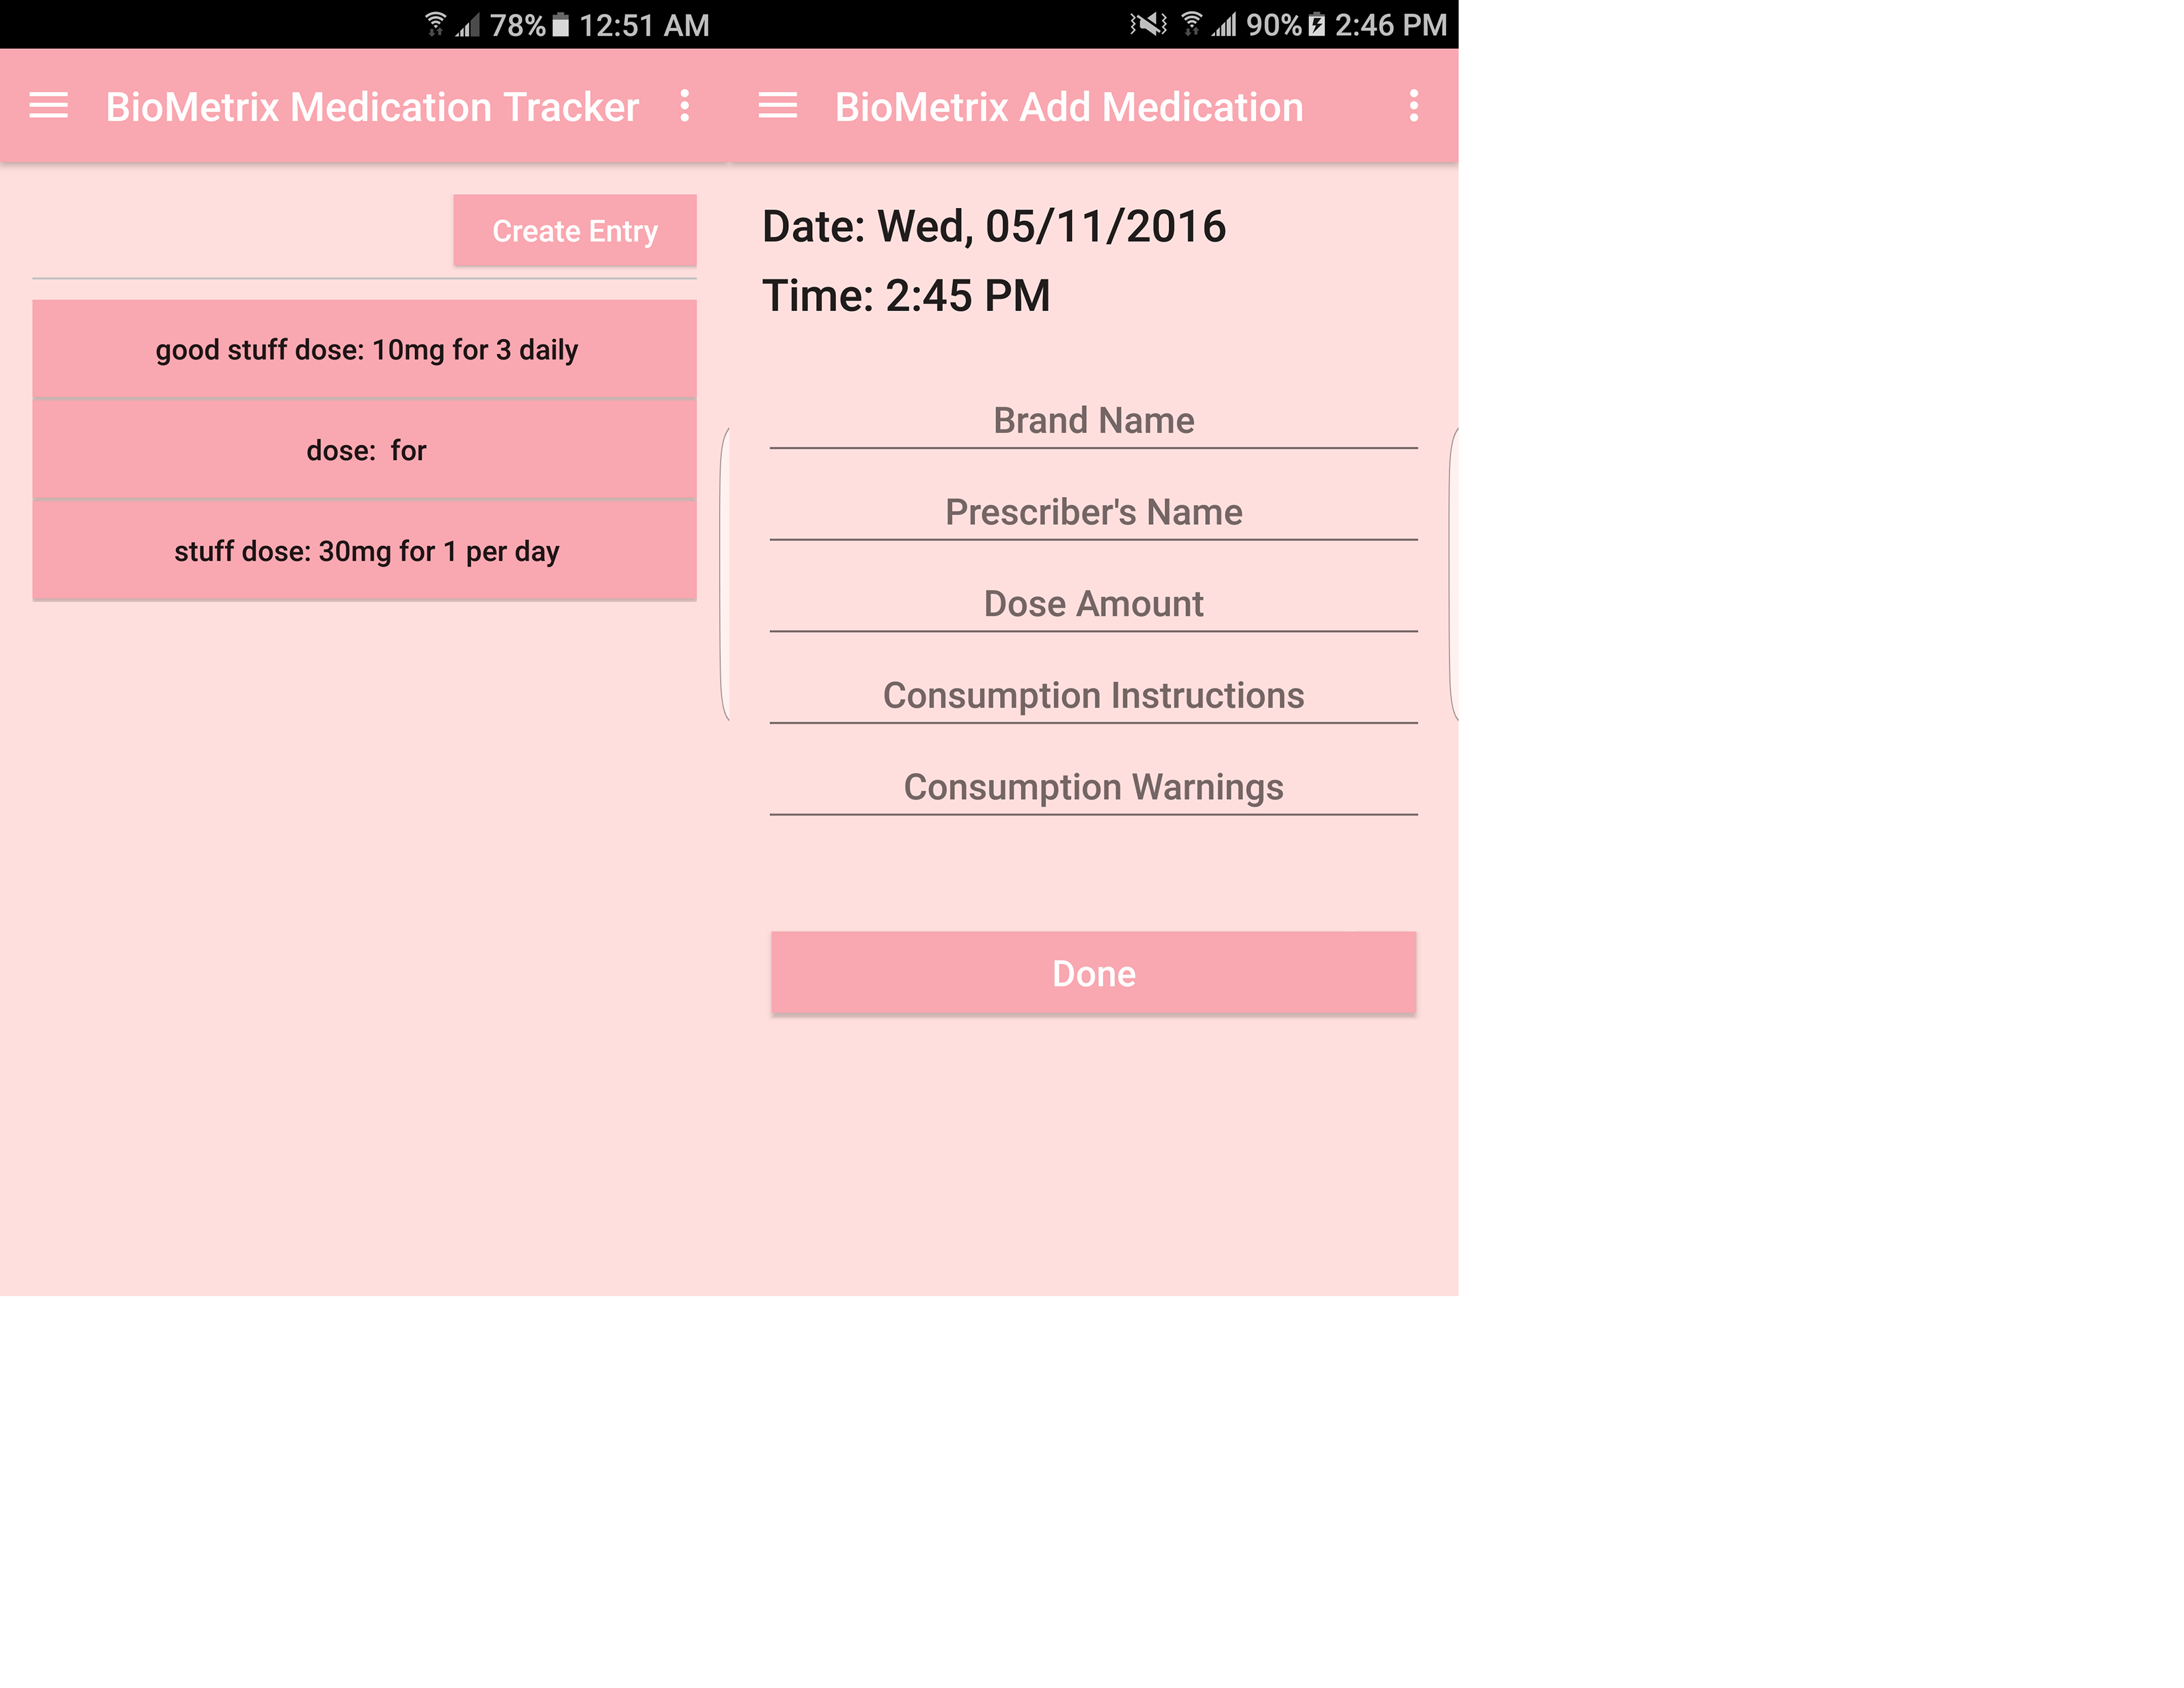 78% 12:51 AM
BioMetrix Medication Tracker
Create Entry
good stuff dose: 10mg for 3 daily
dose:  for
stuff dose: 30mg for 1 per day
90% 2:46 PM
BioMetrix Add Medication
Date: Wed, 05/11/2016
Time: 2:45 PM
Brand Name
Prescriber's Name
Dose Amount
Consumption Instructions
Consumption Warnings
Done